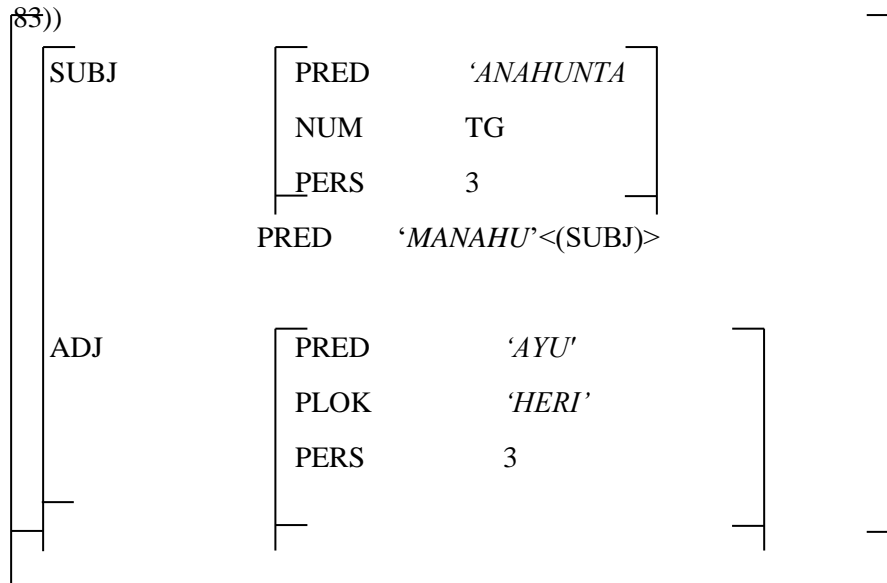 83))
SUBJ PRED ‘ANAHUNTA
NUM TG
PERS 3
PRED ‘MANAHU’<(SUBJ)>
ADJ PRED ‘AYU'
PLOK ‘HERI’
PERS 3